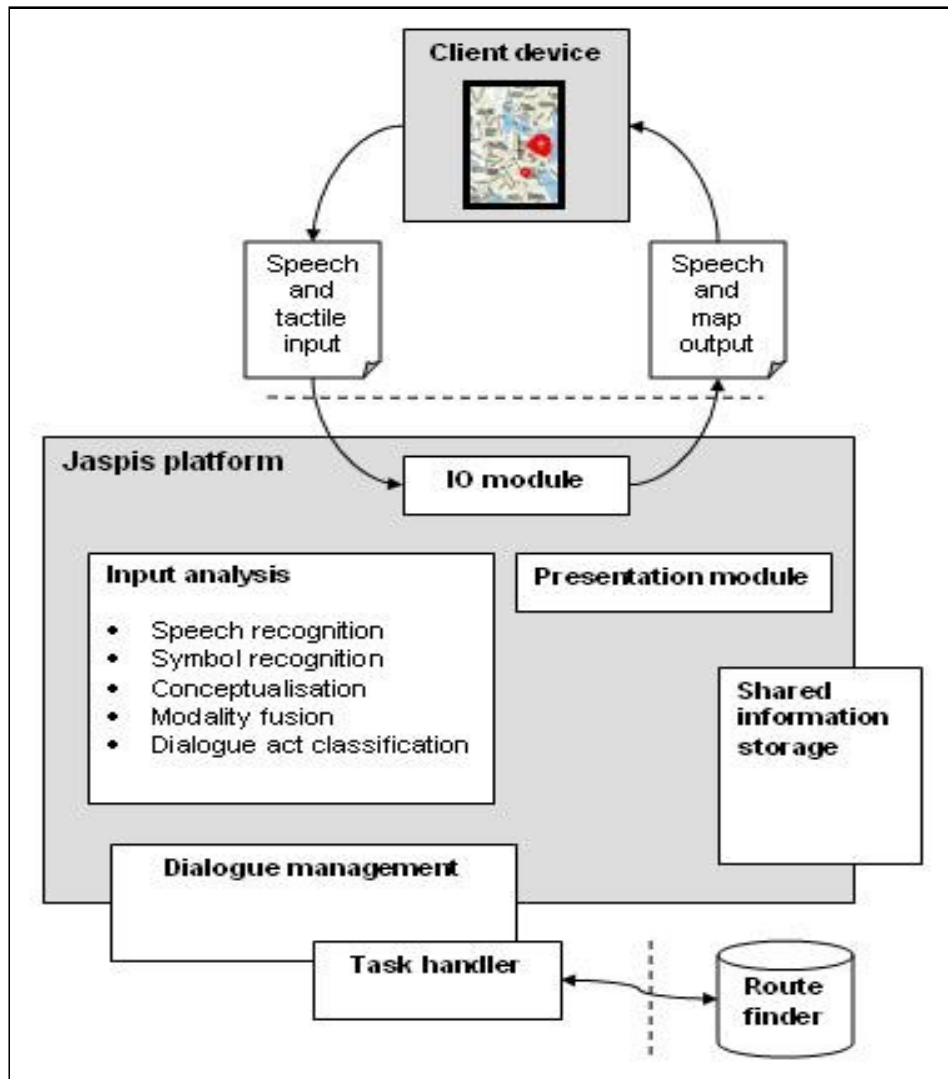 Client device
Speech
and
tactile
input
Speech
and
map
output
Jaspis platform
IO module
Input analysis
• Speech recognition
• Symbol recognition
• Conceptualisation
• Modality fusion
• Dialogue act classification
Presentation module
Shared
information
storage
Dialogue management
Task handler
Route
finder